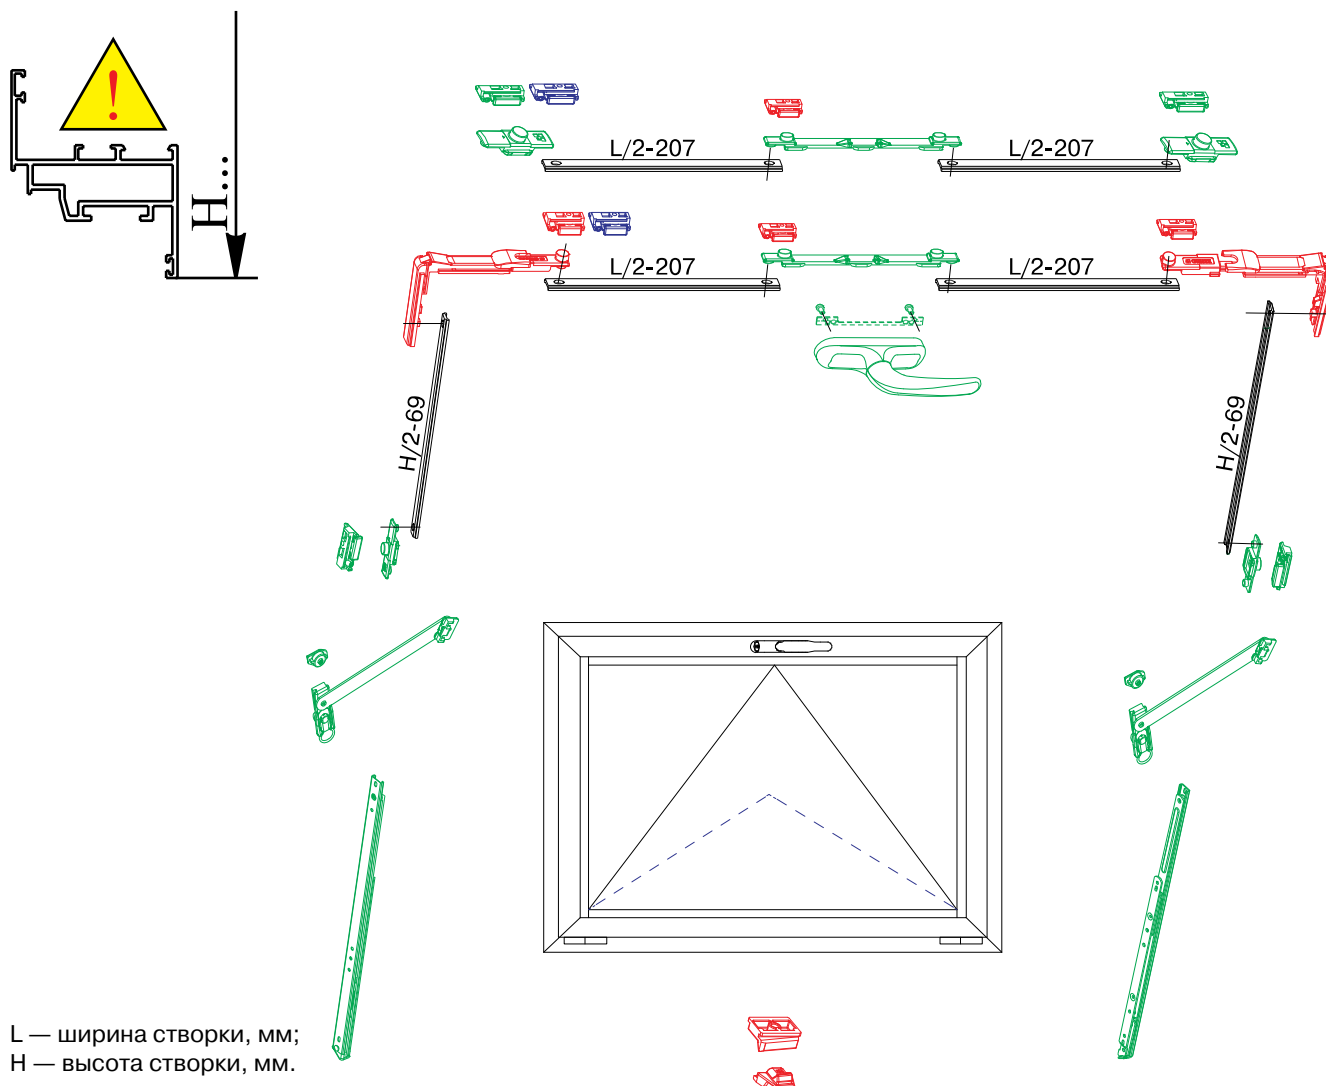 !
H...
L/2-207
L/2-207
L/2-207
L/2-207
H/2-69
H/2-69
L — ширина створки, мм;
H — высота створки, мм.